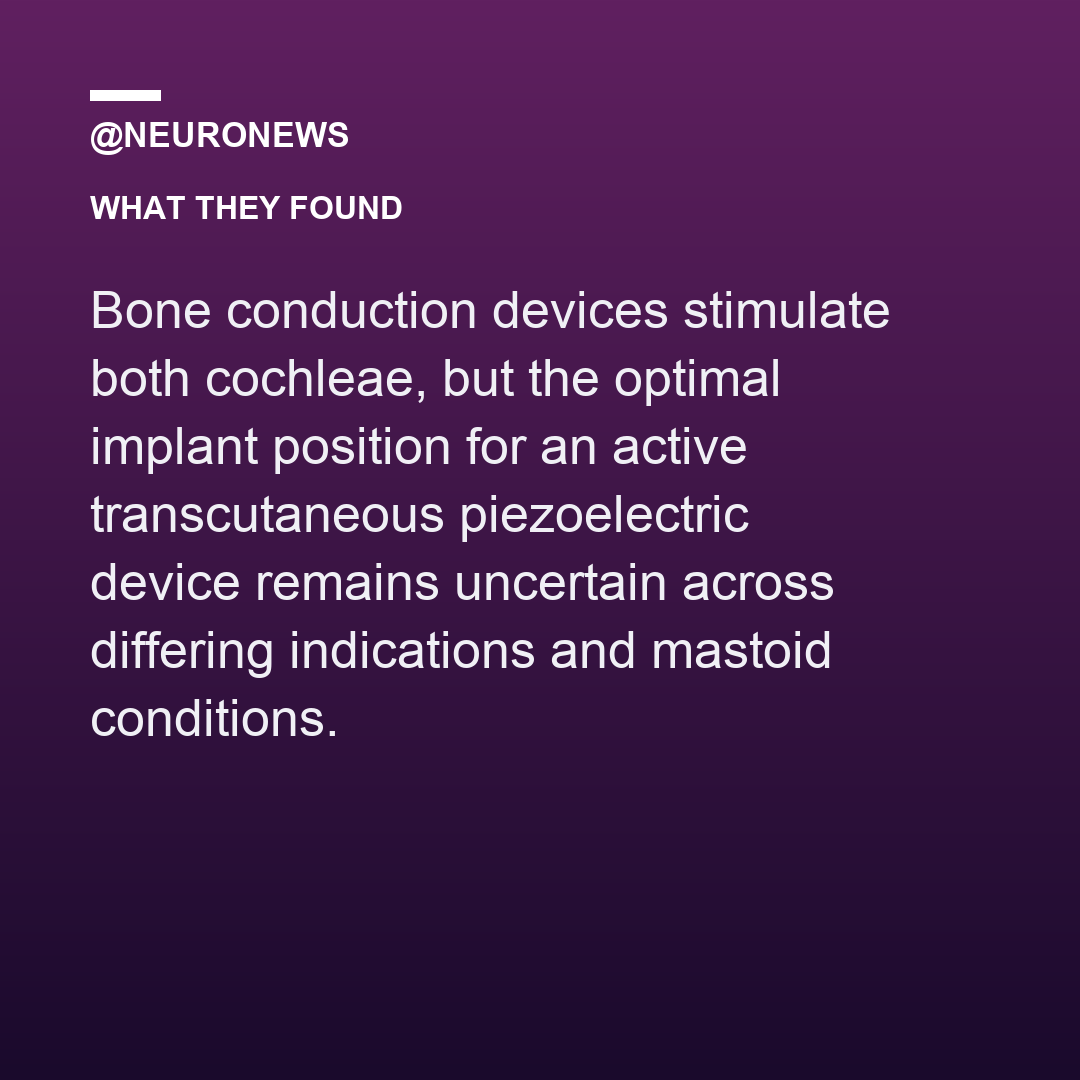 @NEURONEWS
WHAT THEY FOUND
Bone conduction devices stimulate
both cochleae, but the optimal
implant position for an active
transcutaneous piezoelectric
device remains uncertain across
differing indications and mastoid
conditions.